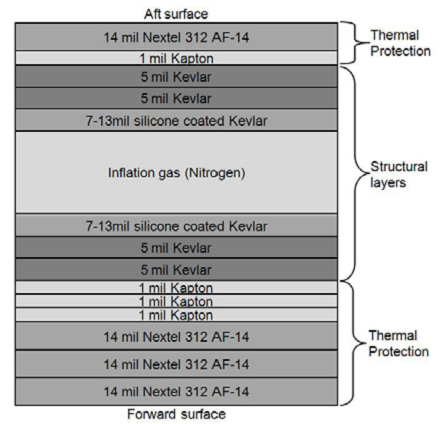 Aft surface
14 mil Nextel 312 AF-14
1 mil Kapton
Thermal
Protection
5 mil Kevlar
5 mil Kevlar
7-13mil silicone coated Kevlar
Inflation gas (Nitrogen)
7-13mil silicone coated Kevlar
5 mil Kevlar
5 mil Kevlar
Structural
layers
1 mil Kapton
1 mil Kapton
1 mil Kapton
14 mil Nextel 312 AF-14
14 mil Nextel 312 AF-14
14 mil Nextel 312 AF-14
Thermal
Protection
Forward surface